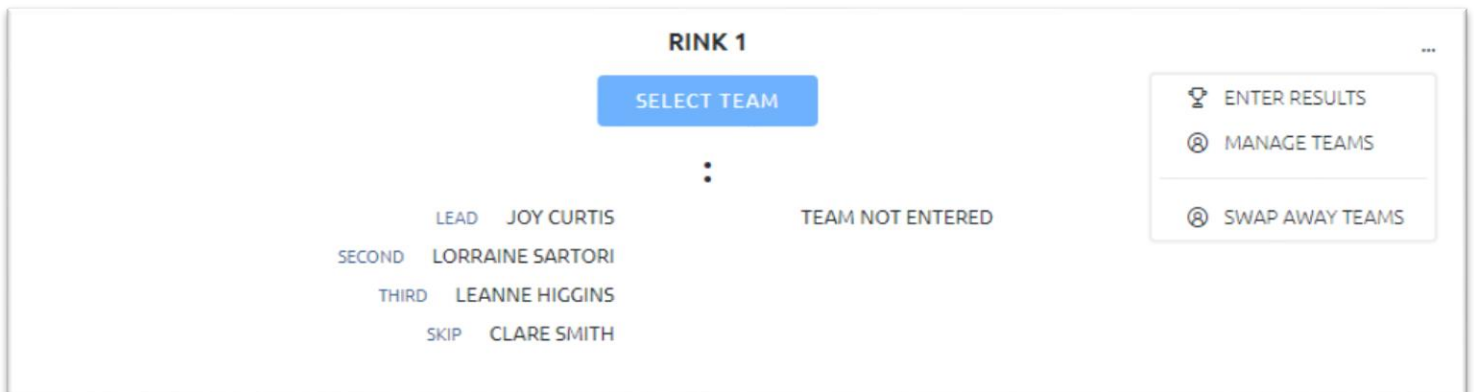 RINK 1
...
SELECT TEAM
ENTER RESULTS
MANAGE TEAMS
:
LEAD JOY CURTIS TEAM NOT ENTERED
SWAP AWAY TEAMS
SECOND LORRAINE SARTORI
THIRD LEANNE HIGGINS
SKIP CLARE SMITH